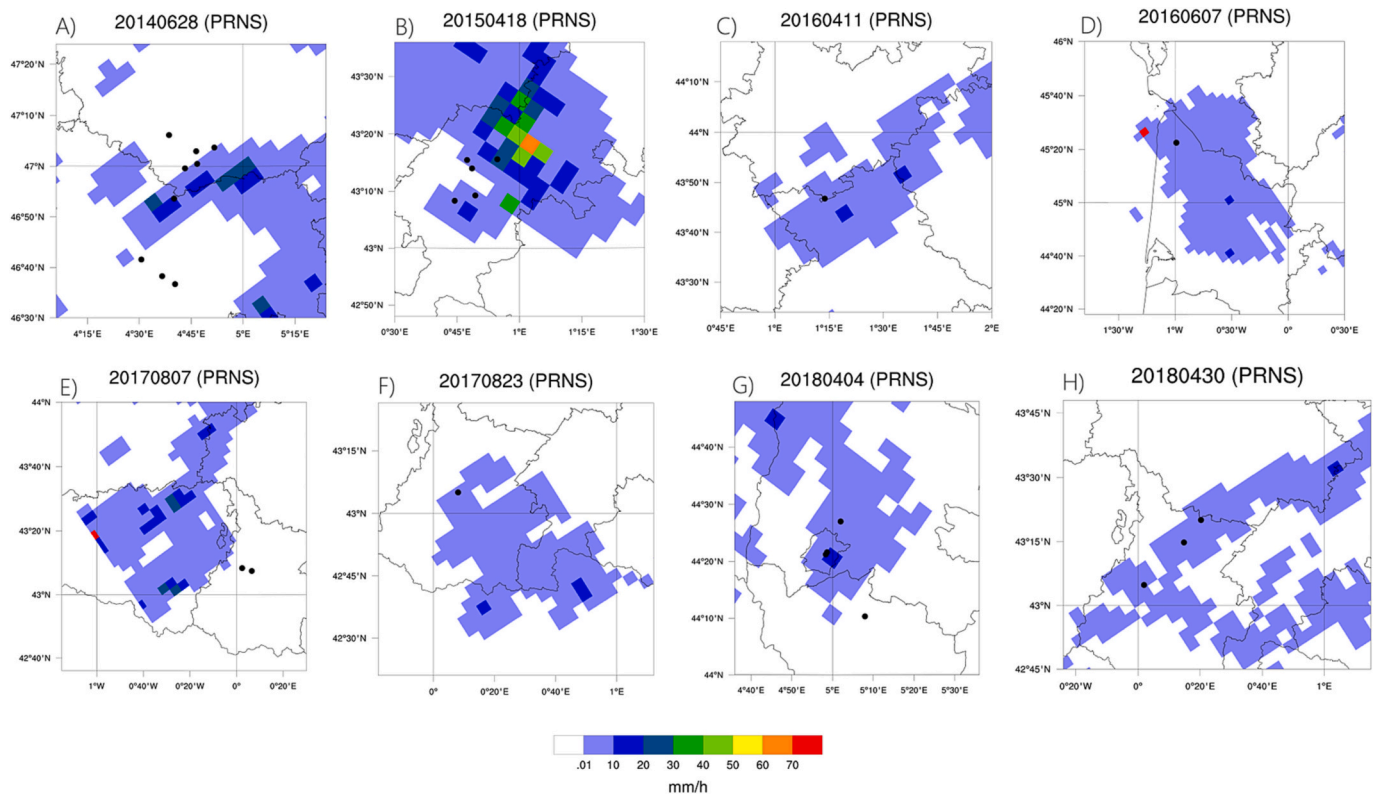 A) 20140628 (PRNS)
47°20'N
47°10'N
47°N
46°50'N
46°40'N
46°30'N
4°15'E 4°30'E 4°45'E 5°E 5°15'E
B) 20150418 (PRNS)
43°30'N
43°20'N
43°10'N
43°N
42°50'N
0°30'E 0°45'E 1°E 1°15'E 1°30'E
C) 20160411 (PRNS)
44°10'N
44°N
43°50'N
43°40'N
43°30'N
0°45'E 1°E 1°15'E 1°30'E 1°45'E 2°E
D) 20160607 (PRNS)
46°N
45°40'N
45°20'N
45°N
44°40'N
44°20'N
1°30'W 1°W 0°30'W 0° 0°30'E
E) 20170807 (PRNS)
44°N
43°40'N
43°20'N
43°N
42°40'N
1°W 0°40'W 0°20'W 0° 0°20'E
F) 20170823 (PRNS)
43°15'N
43°N
42°45'N
42°30'N
0° 0°20'E 0°40'E 1°E
G) 20180404 (PRNS)
44°40'N
44°30'N
44°20'N
44°10'N
44°N
4°40'E 4°50'E 5°E 5°10'E 5°20'E 5°30'E
H) 20180430 (PRNS)
43°45'N
43°30'N
43°15'N
43°N
42°45'N
0°20'W 0° 0°20'E 0°40'E 1°E
.01 10 20 30 40 50 60 70
mm/h